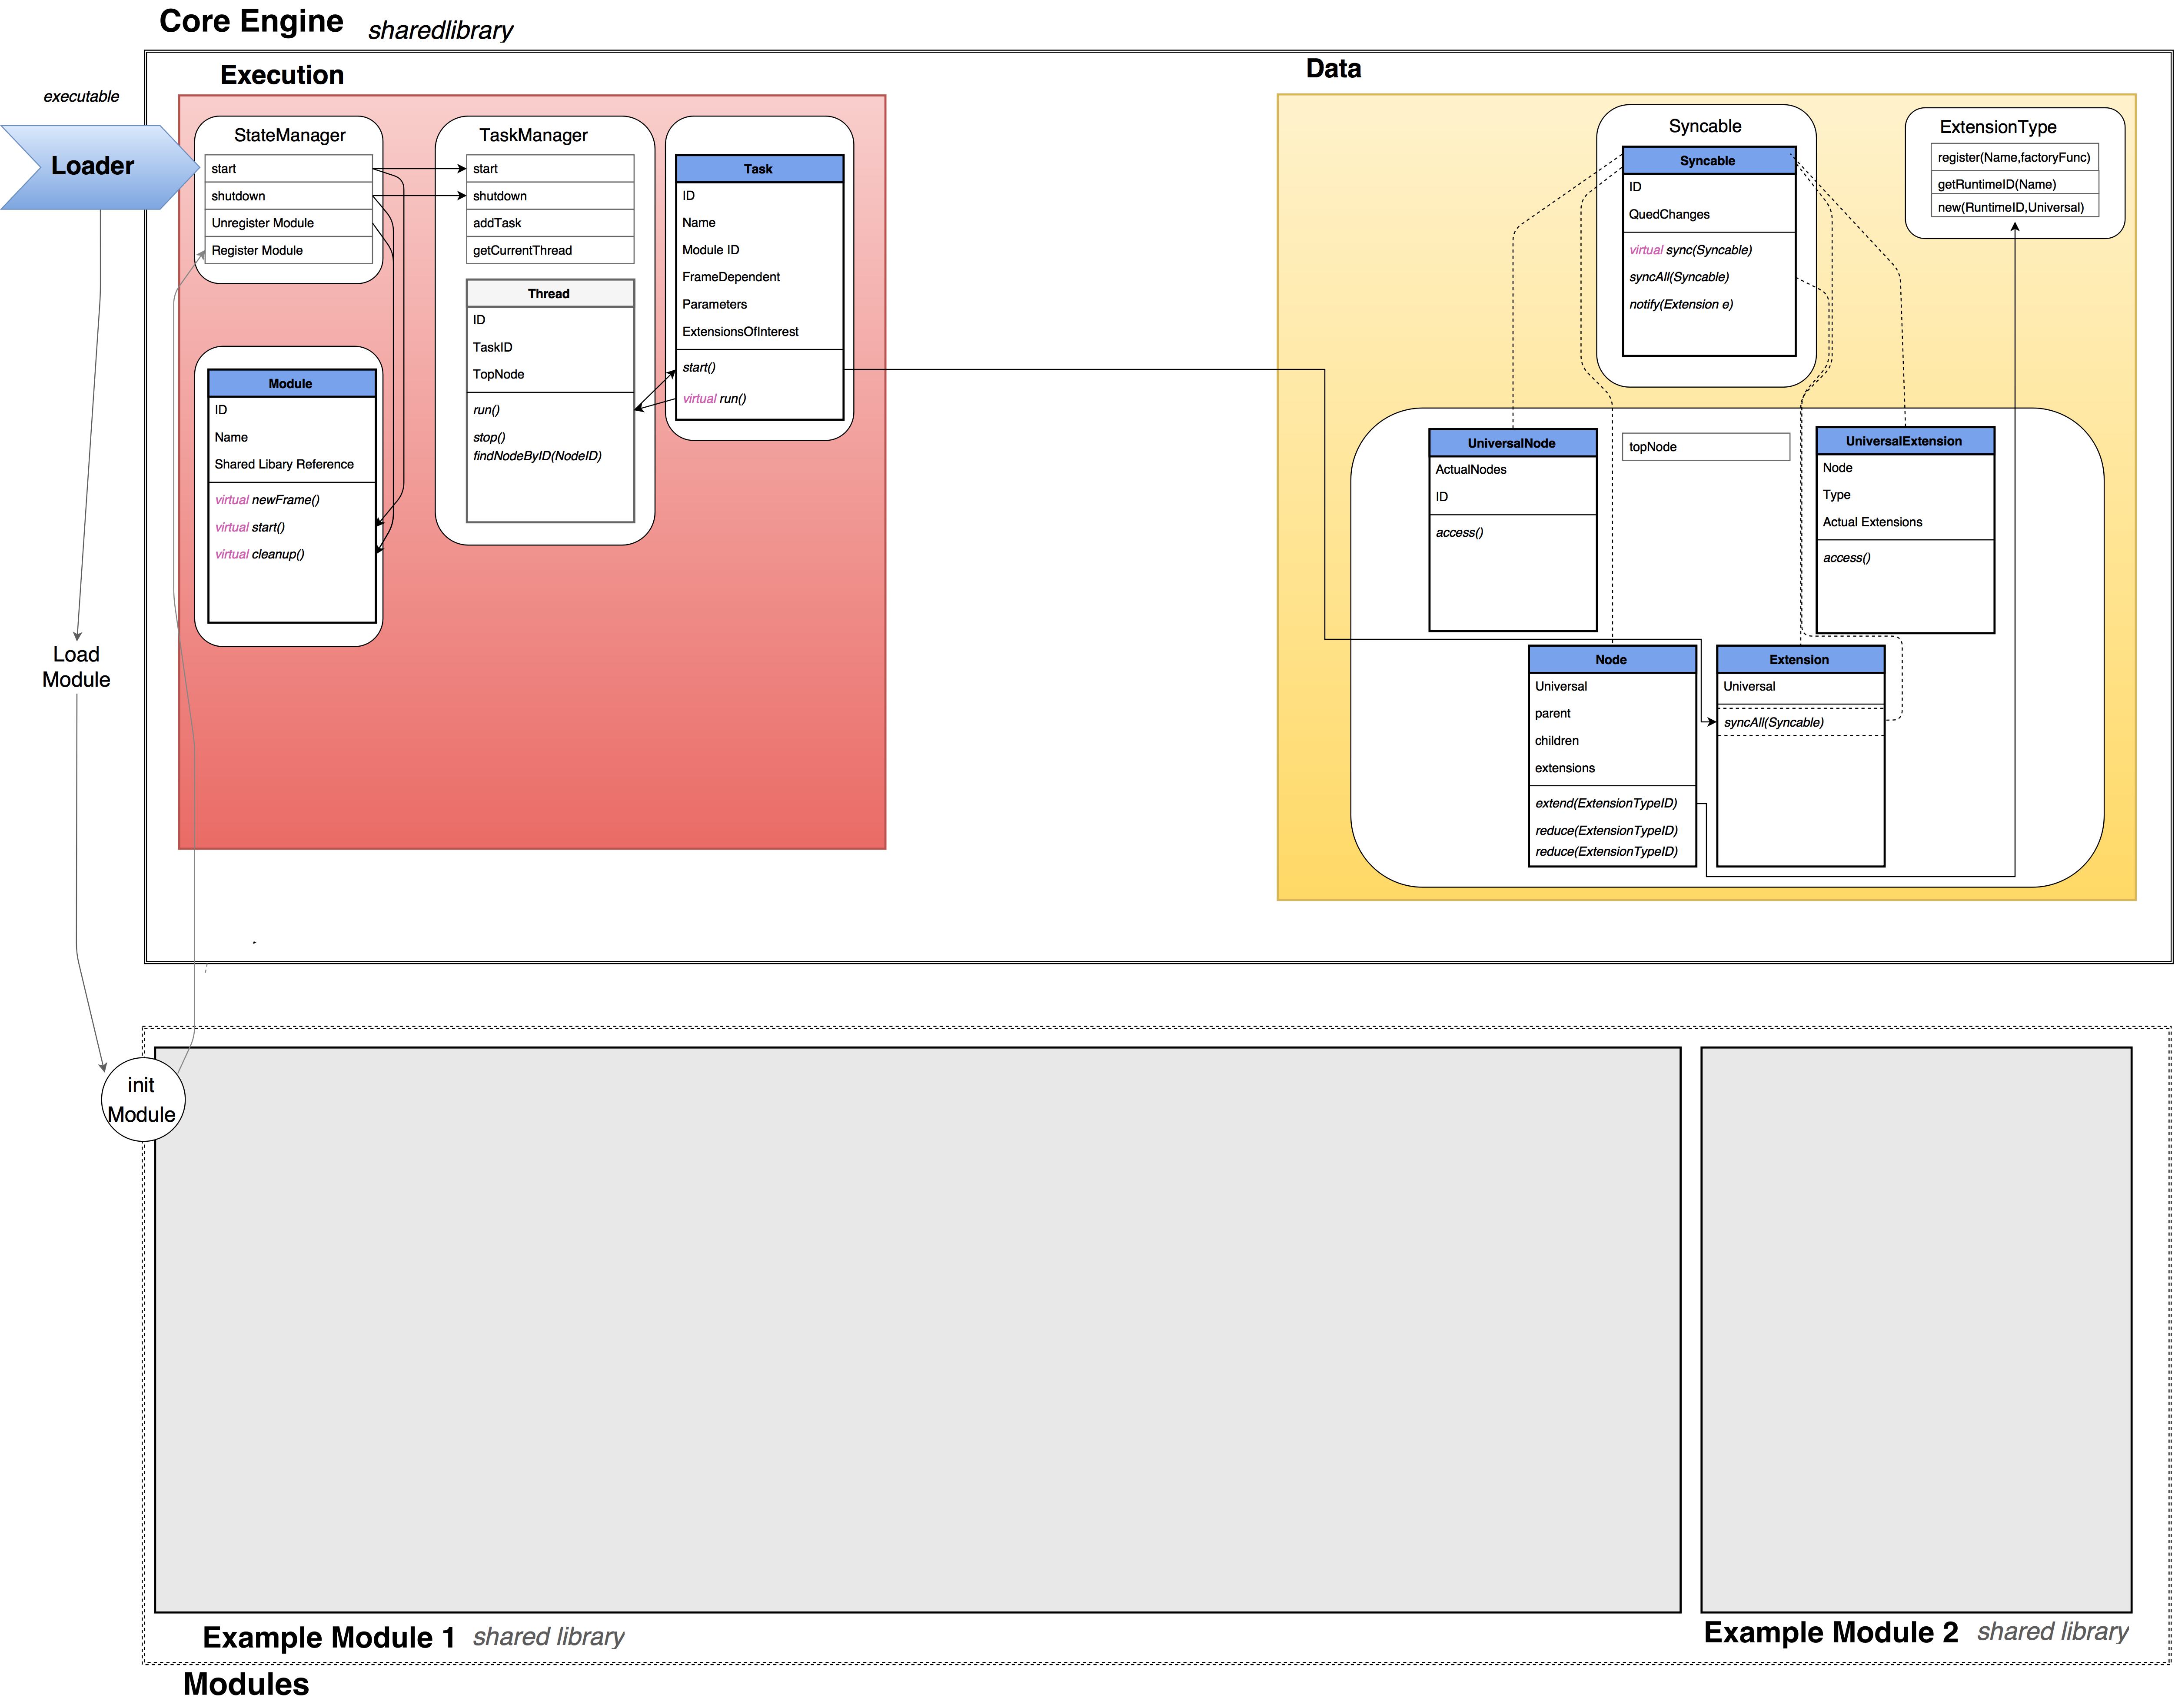 Core Engine sharedlibrary
Execution
Data
executable
Loader
StateManager
start
shutdown
Unregister Module
Register Module
TaskManager
start
shutdown
addTask
getCurrentThread
Thread
ID
TaskID
TopNode
run()
stop()
findNodeByID(NodeID)
Task
ID
Name
Module ID
FrameDependent
Parameters
ExtensionsOfInterest
start()
virtual run()
Module
ID
Name
Shared Libary Reference
virtual newFrame()
virtual start()
virtual cleanup()
Syncable
Syncable
ID
QuedChanges
virtual sync(Syncable)
syncAll(Syncable)
notify(Extension e)
ExtensionType
register(Name,factoryFunc)
getRuntimeID(Name)
new(RuntimeID,Universal)
UniversalNode
ActualNodes
ID
access()
topNode
UniversalExtension
Node
Type
Actual Extensions
access()
Node
Universal
parent
children
extensions
extend(ExtensionTypeID)
reduce(ExtensionTypeID)
reduce(ExtensionTypeID)
Extension
Universal
syncAll(Syncable)
Load
Module
init
Module
Example Module 1 shared library
Example Module 2 shared library
Modules